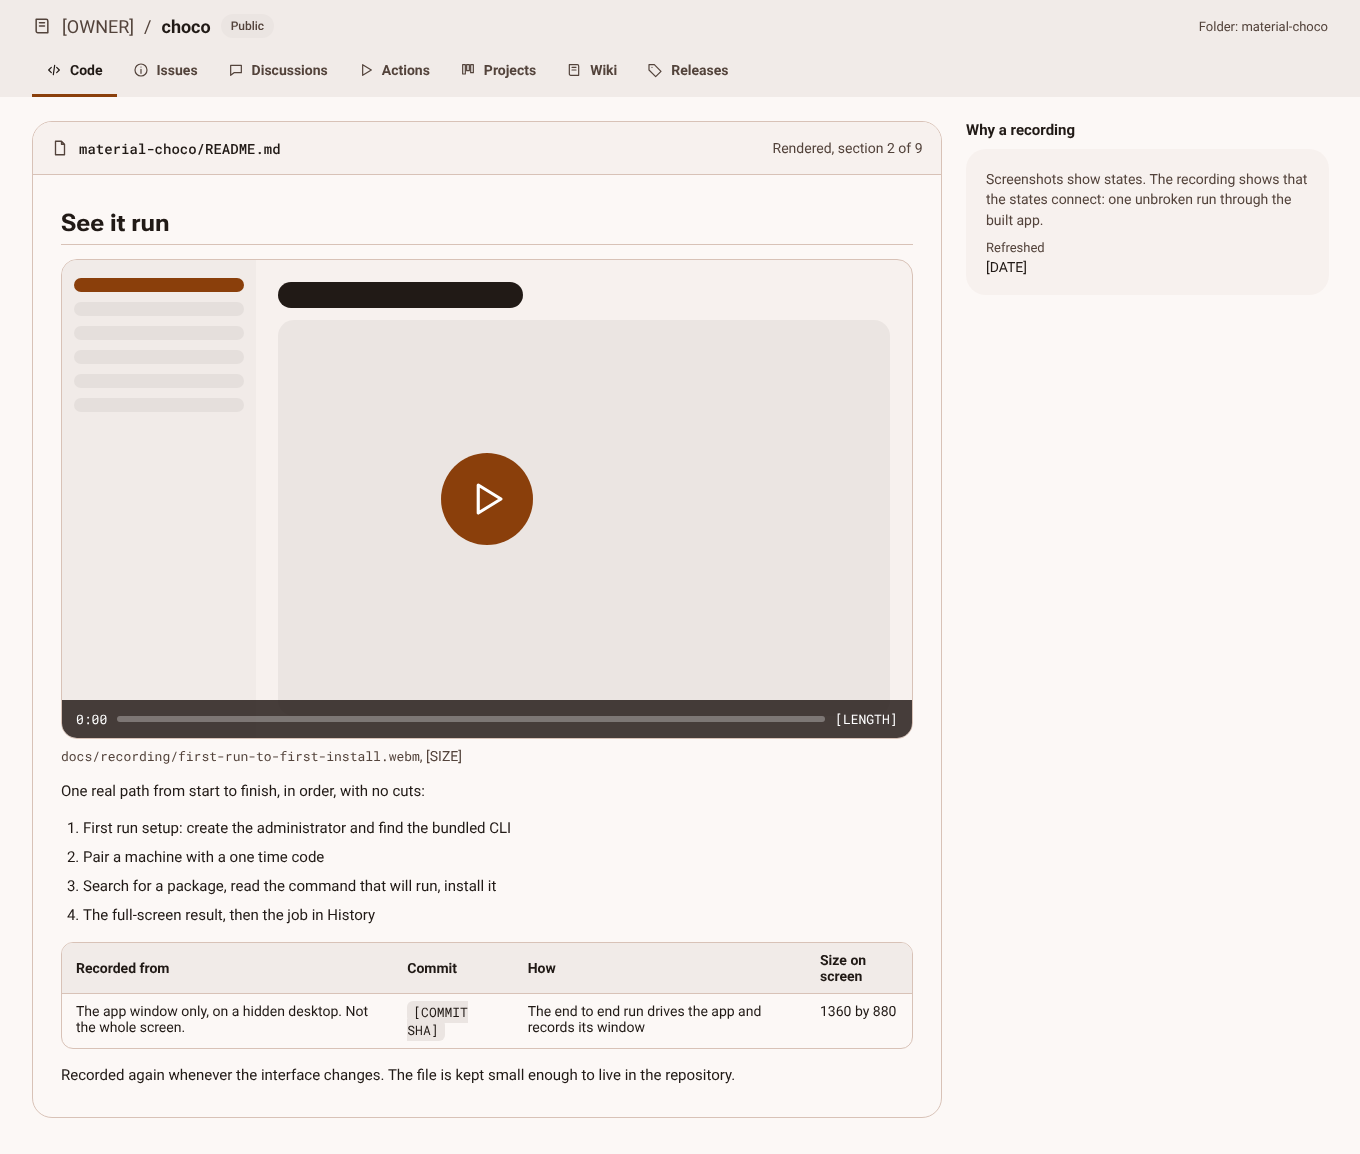 [OWNER] / choco Public
Folder: material-choco
Code Issues Discussions Actions Projects Wiki Releases
material-choco/README.md
Rendered, section 2 of 9
See it run
0:00
[LENGTH]
docs/recording/first-run-to-first-install.webm, [SIZE]
One real path from start to finish, in order, with no cuts:
1. First run setup: create the administrator and find the bundled CLI
2. Pair a machine with a one time code
3. Search for a package, read the command that will run, install it
4. The full-screen result, then the job in History
Recorded from
Commit
How
Size on
screen
The app window only, on a hidden desktop. Not
the whole screen.
[COMMIT
SHA]
The end to end run drives the app and
records its window
1360 by 880
Recorded again whenever the interface changes. The file is kept small enough to live in the repository.
Why a recording
Screenshots show states. The recording shows that
the states connect: one unbroken run through the
built app.
Refreshed
[DATE]